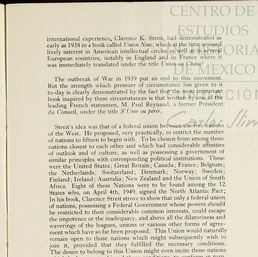 CENTRO DE
ESTUDIOS
DE MEXICO
international experience, Clarence K. Streit, had demonstrated as
early as 1938 in a book called Union Now, which at the time aroused
lively interest in American intellectual circles as well as in several
European countries, notably in England and in France where it
was immediately translated under the title Union ou Chaos?
The outbreak of War in 1939 put an end to this movement.
But the strength which pressure of circumstances has given to it
to-day is clearly demonstrated by the fact that the most important
book inspired by these circumstances is that written by one of the
leading French statesmen, M. Paul Reynaud, a former Président
du Conseil, under the title S'Unir ou périr.
Streit's idea was that of a federal union between the free nations
of the West. He proposed, very practically, to restrict the number
of nations to fifteen to begin with. To be chosen from among those
nations closest to each other and which had considerable affinities
of outlook and of culture, as well as possessing a government of
similar principles with corresponding political institutions. These
were the United States; Great Britain; Canada; France; Belgium;
the Netherlands; Switzerland; Denmark; Norway; Sweden;
Finland; Ireland; Australia; New Zealand and the Union of South
Africa. Eight of these Nations were to be found among the 12
States who, on April 4th, 1949, signed the North Atlantic Pact;
In his book, Clarence Streit strove to show that only a federal union
of nations, possessing a Federal Government whose powers should
be restricted to their considerable common interests, could escape
the impotence or the inadequacy, and above all the disastrous and
waverings of the leagues, unions or various other forms of agree-
ment which have so far been proposed. This Union would naturally
remain open to those nations which might subsequently wish to
join it, provided that they fulfilled the necessary conditions.
The desire to belong to this Union might even incite those nations